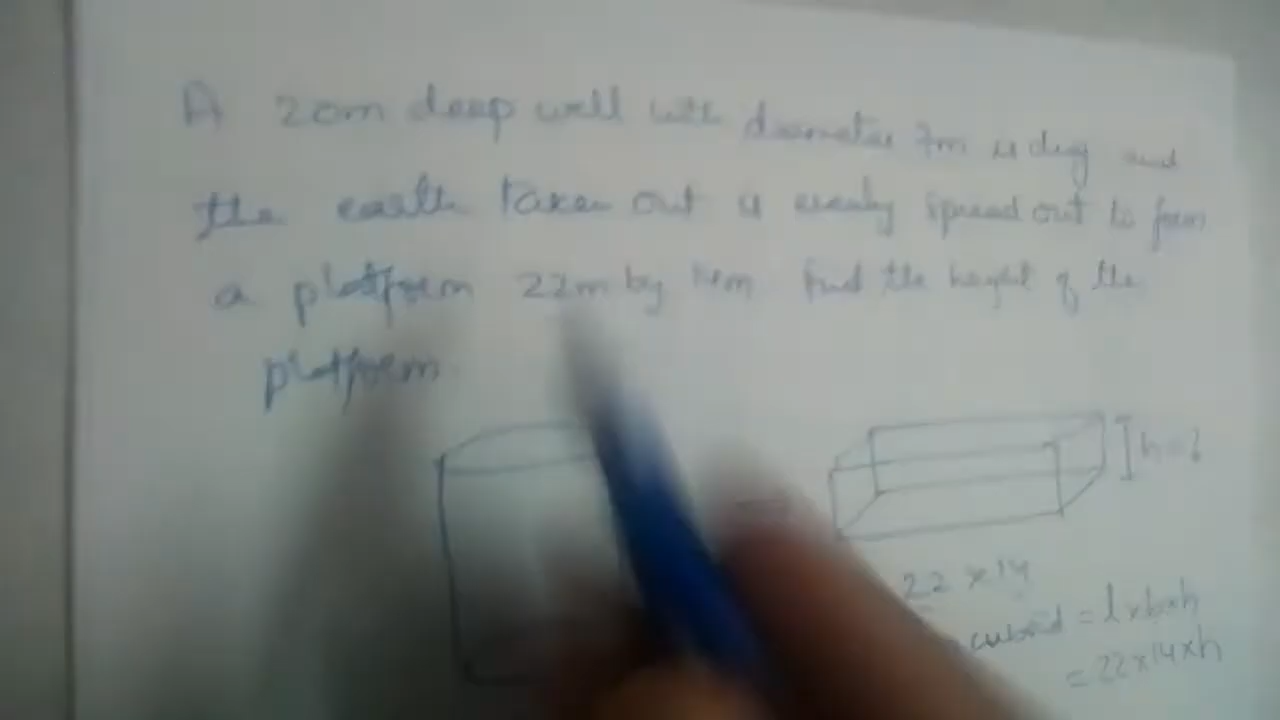 A 20m deep well with diameter 7m is dug and
the earth taken out is evenly spread out to form
a platform 22m by 14m find the height of the
platform
h=?
22 x 14
cuboid = l x b x h
= 22 x 14 x h